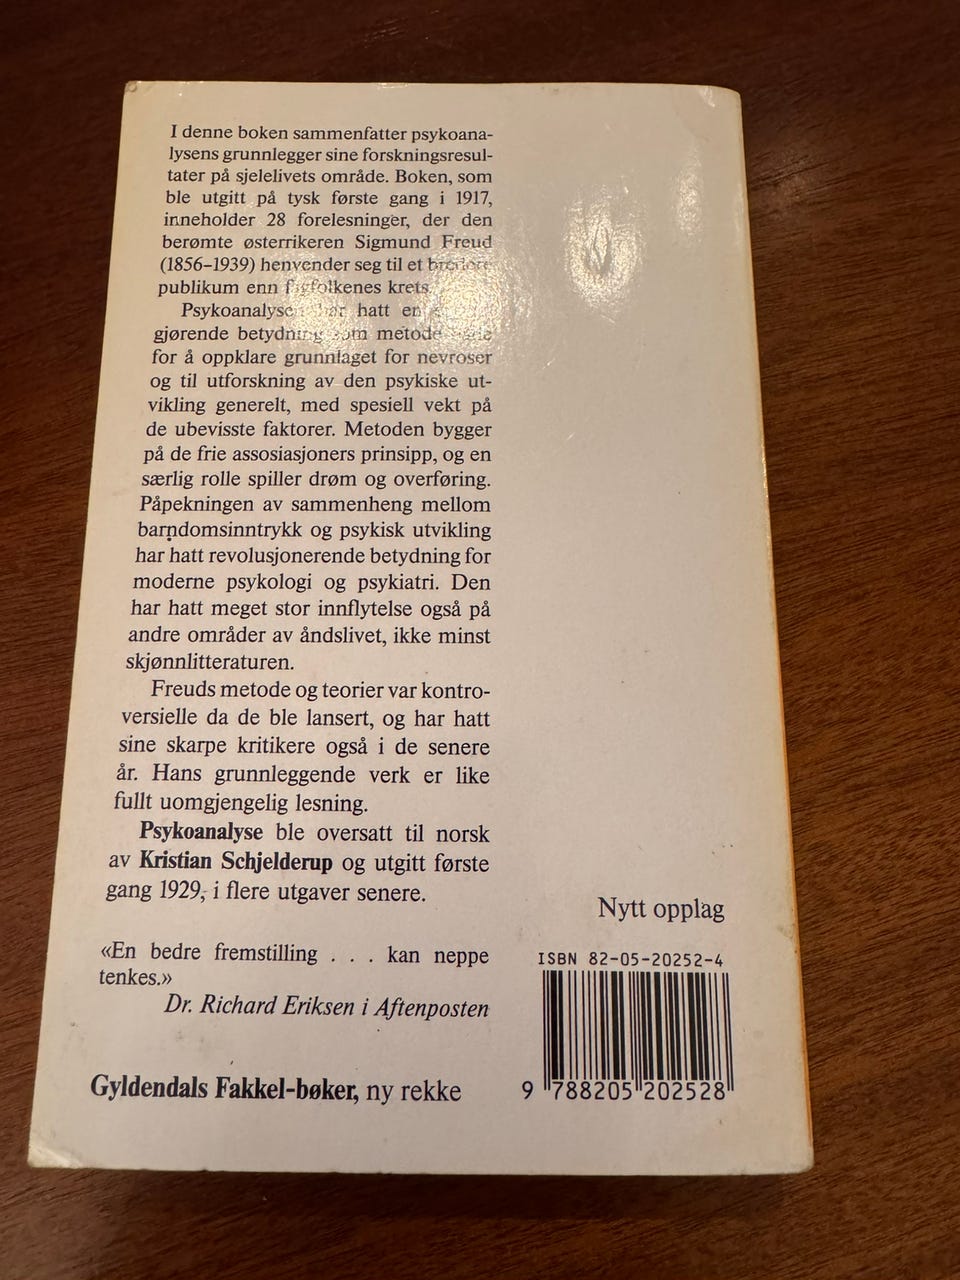 I denne boken sammenfatter psykoana-
lysens grunnlegger sine forskningsresul-
tater på sjelelivets område. Boken, som
ble utgitt på tysk første gang i 1917,
inneholder 28 forelesninger, der den
berømte østerrikeren Sigmund Freud
(1856–1939) henvender seg til et bredere
publikum enn fagfolkenes krets.
Psykoanalysen har hatt en
gjørende betydning som metode
for å oppklare grunnlaget for nevroser
og til utforskning av den psykiske ut-
vikling generelt, med spesiell vekt på
de ubevisste faktorer. Metoden bygger
på de frie assosiasjoners prinsipp, og en
særlig rolle spiller drøm og overføring.
Påpekningen av sammenheng mellom
barndomsinntrykk og psykisk utvikling
har hatt revolusjonerende betydning for
moderne psykologi og psykiatri. Den
har hatt meget stor innflytelse også på
andre områder av åndslivet, ikke minst
skjønnlitteraturen.
Freuds metode og teorier var kontro-
versielle da de ble lansert, og har hatt
sine skarpe kritikere også i de senere
år. Hans grunnleggende verk er like
fullt uomgjengelig lesning.
Psykoanalyse ble oversatt til norsk
av Kristian Schjelderup og utgitt første
gang 1929, i flere utgaver senere.
«En bedre fremstilling . . . kan neppe
tenkes.»
Dr. Richard Eriksen i Aftenposten
Gyldendals Fakkel-bøker, ny rekke
Nytt opplag
ISBN 82-05-20252-4
9 788205 202528